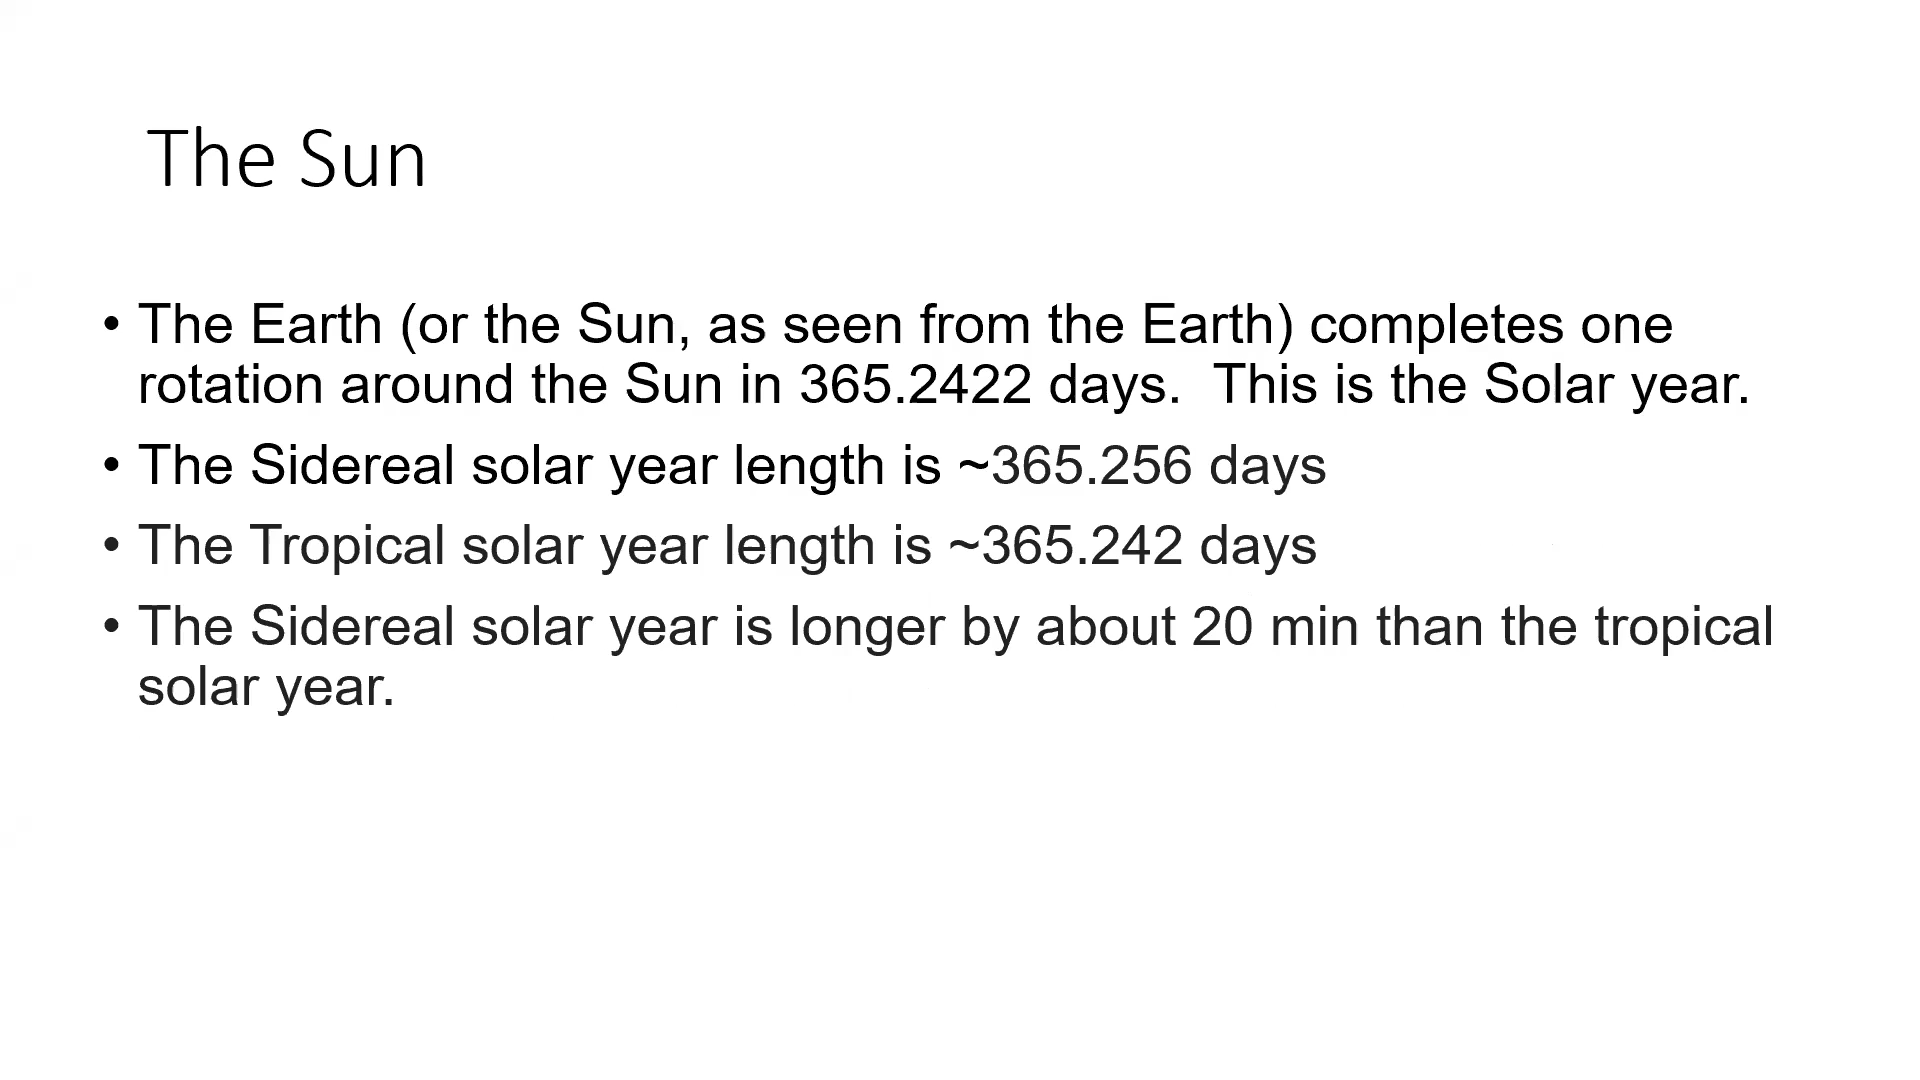 The Sun
• The Earth (or the Sun, as seen from the Earth) completes one
rotation around the Sun in 365.2422 days.  This is the Solar year.
• The Sidereal solar year length is ~365.256 days
• The Tropical solar year length is ~365.242 days
• The Sidereal solar year is longer by about 20 min than the tropical
solar year.